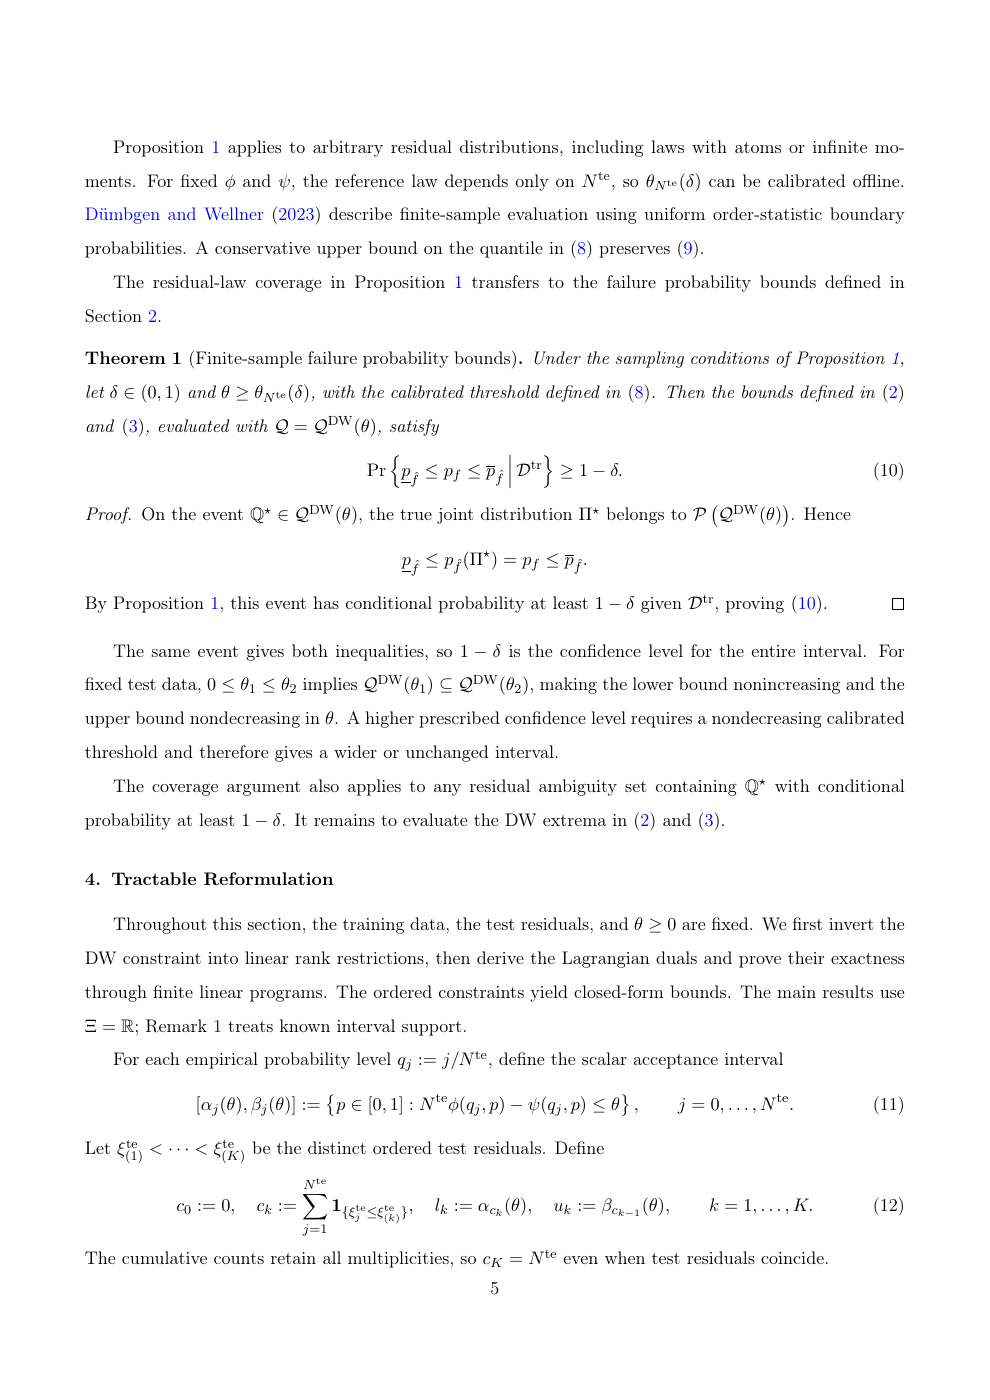 Proposition 1 applies to arbitrary residual distributions, including laws with atoms or infinite mo-
ments. For fixed ϕ and ψ, the reference law depends only on N^te, so θ_{N^te}(δ) can be calibrated offline.
Dümbgen and Wellner (2023) describe finite-sample evaluation using uniform order-statistic boundary
probabilities. A conservative upper bound on the quantile in (8) preserves (9).
The residual-law coverage in Proposition 1 transfers to the failure probability bounds defined in
Section 2.
Theorem 1 (Finite-sample failure probability bounds). Under the sampling conditions of Proposition 1,
let δ ∈ (0, 1) and θ ≥ θ_{N^te}(δ), with the calibrated threshold defined in (8). Then the bounds defined in (2)
and (3), evaluated with 𝒬 = 𝒬^DW(θ), satisfy
Pr { p̲_f̂ ≤ p_f ≤ p̅_f̂ | 𝒟^tr } ≥ 1 − δ. (10)
Proof. On the event ℚ^⋆ ∈ 𝒬^DW(θ), the true joint distribution Π^⋆ belongs to 𝒫 (𝒬^DW(θ)). Hence
p̲_f̂ ≤ p_f̂(Π^⋆) = p_f ≤ p̅_f̂.
By Proposition 1, this event has conditional probability at least 1 − δ given 𝒟^tr, proving (10). □
The same event gives both inequalities, so 1 − δ is the confidence level for the entire interval. For
fixed test data, 0 ≤ θ_1 ≤ θ_2 implies 𝒬^DW(θ_1) ⊆ 𝒬^DW(θ_2), making the lower bound nonincreasing and the
upper bound nondecreasing in θ. A higher prescribed confidence level requires a nondecreasing calibrated
threshold and therefore gives a wider or unchanged interval.
The coverage argument also applies to any residual ambiguity set containing ℚ^⋆ with conditional
probability at least 1 − δ. It remains to evaluate the DW extrema in (2) and (3).
4. Tractable Reformulation
Throughout this section, the training data, the test residuals, and θ ≥ 0 are fixed. We first invert the
DW constraint into linear rank restrictions, then derive the Lagrangian duals and prove their exactness
through finite linear programs. The ordered constraints yield closed-form bounds. The main results use
Ξ = ℝ; Remark 1 treats known interval support.
For each empirical probability level q_j := j/N^te, define the scalar acceptance interval
[α_j(θ), β_j(θ)] := {p ∈ [0, 1] : N^te ϕ(q_j, p) − ψ(q_j, p) ≤ θ} , j = 0, . . . , N^te. (11)
Let ξ^te_(1) < · · · < ξ^te_(K) be the distinct ordered test residuals. Define
c_0 := 0, c_k := ∑_{j=1}^{N^te} 𝟏_{ξ^te_j ≤ ξ^te_(k)}, l_k := α_{c_k}(θ), u_k := β_{c_{k−1}}(θ), k = 1, . . . , K. (12)
The cumulative counts retain all multiplicities, so c_K = N^te even when test residuals coincide.
5